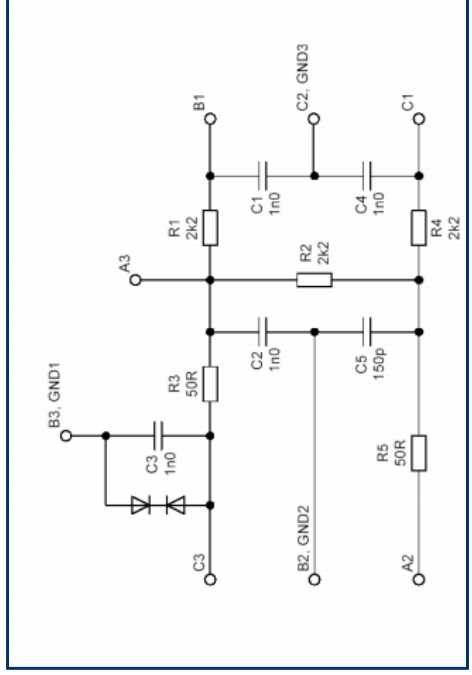 B1
C2, GND3
C1
A3
R1
2k2
C1
1n0
C4
1n0
R4
2k2
R2
2k2
B3, GND1
R3
50R
C2
1n0
C5
150p
C3
1n0
R5
50R
C3
B2, GND2
A2